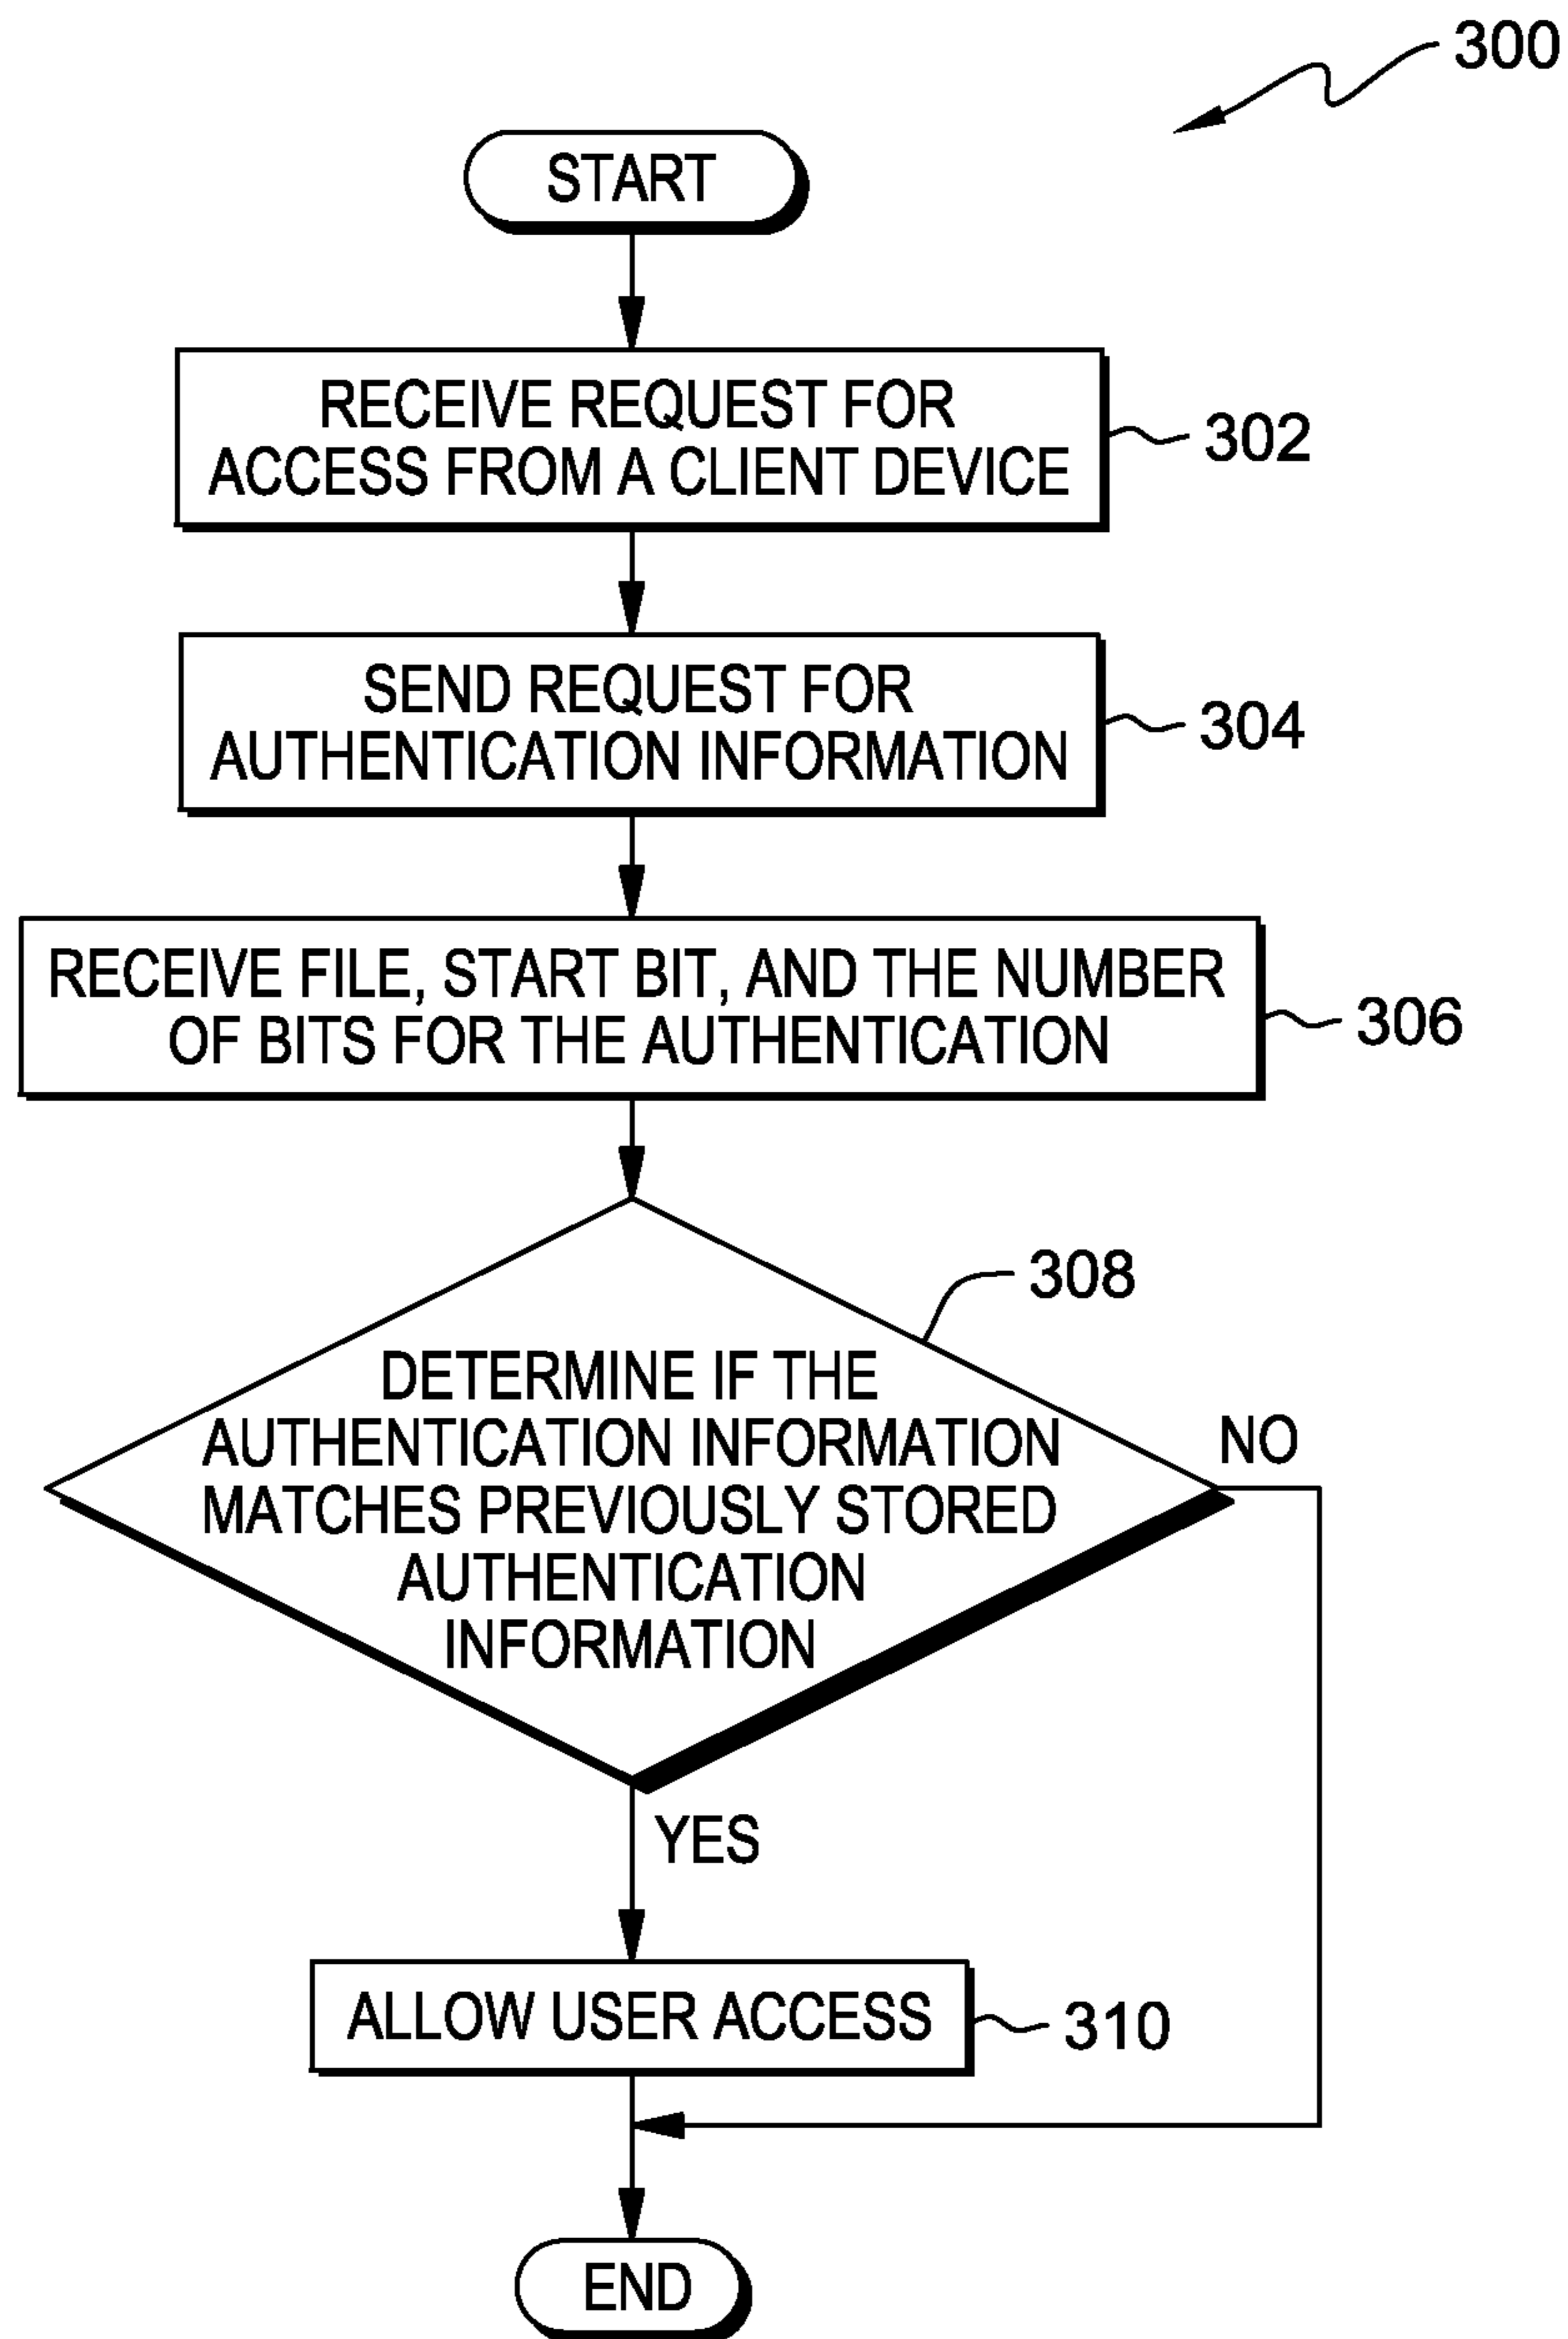 300
START
RECEIVE REQUEST FOR
ACCESS FROM A CLIENT DEVICE
302
SEND REQUEST FOR
AUTHENTICATION INFORMATION
304
RECEIVE FILE, START BIT, AND THE NUMBER
OF BITS FOR THE AUTHENTICATION
306
308
DETERMINE IF THE
AUTHENTICATION INFORMATION
MATCHES PREVIOUSLY STORED
AUTHENTICATION
INFORMATION
NO
YES
ALLOW USER ACCESS
310
END